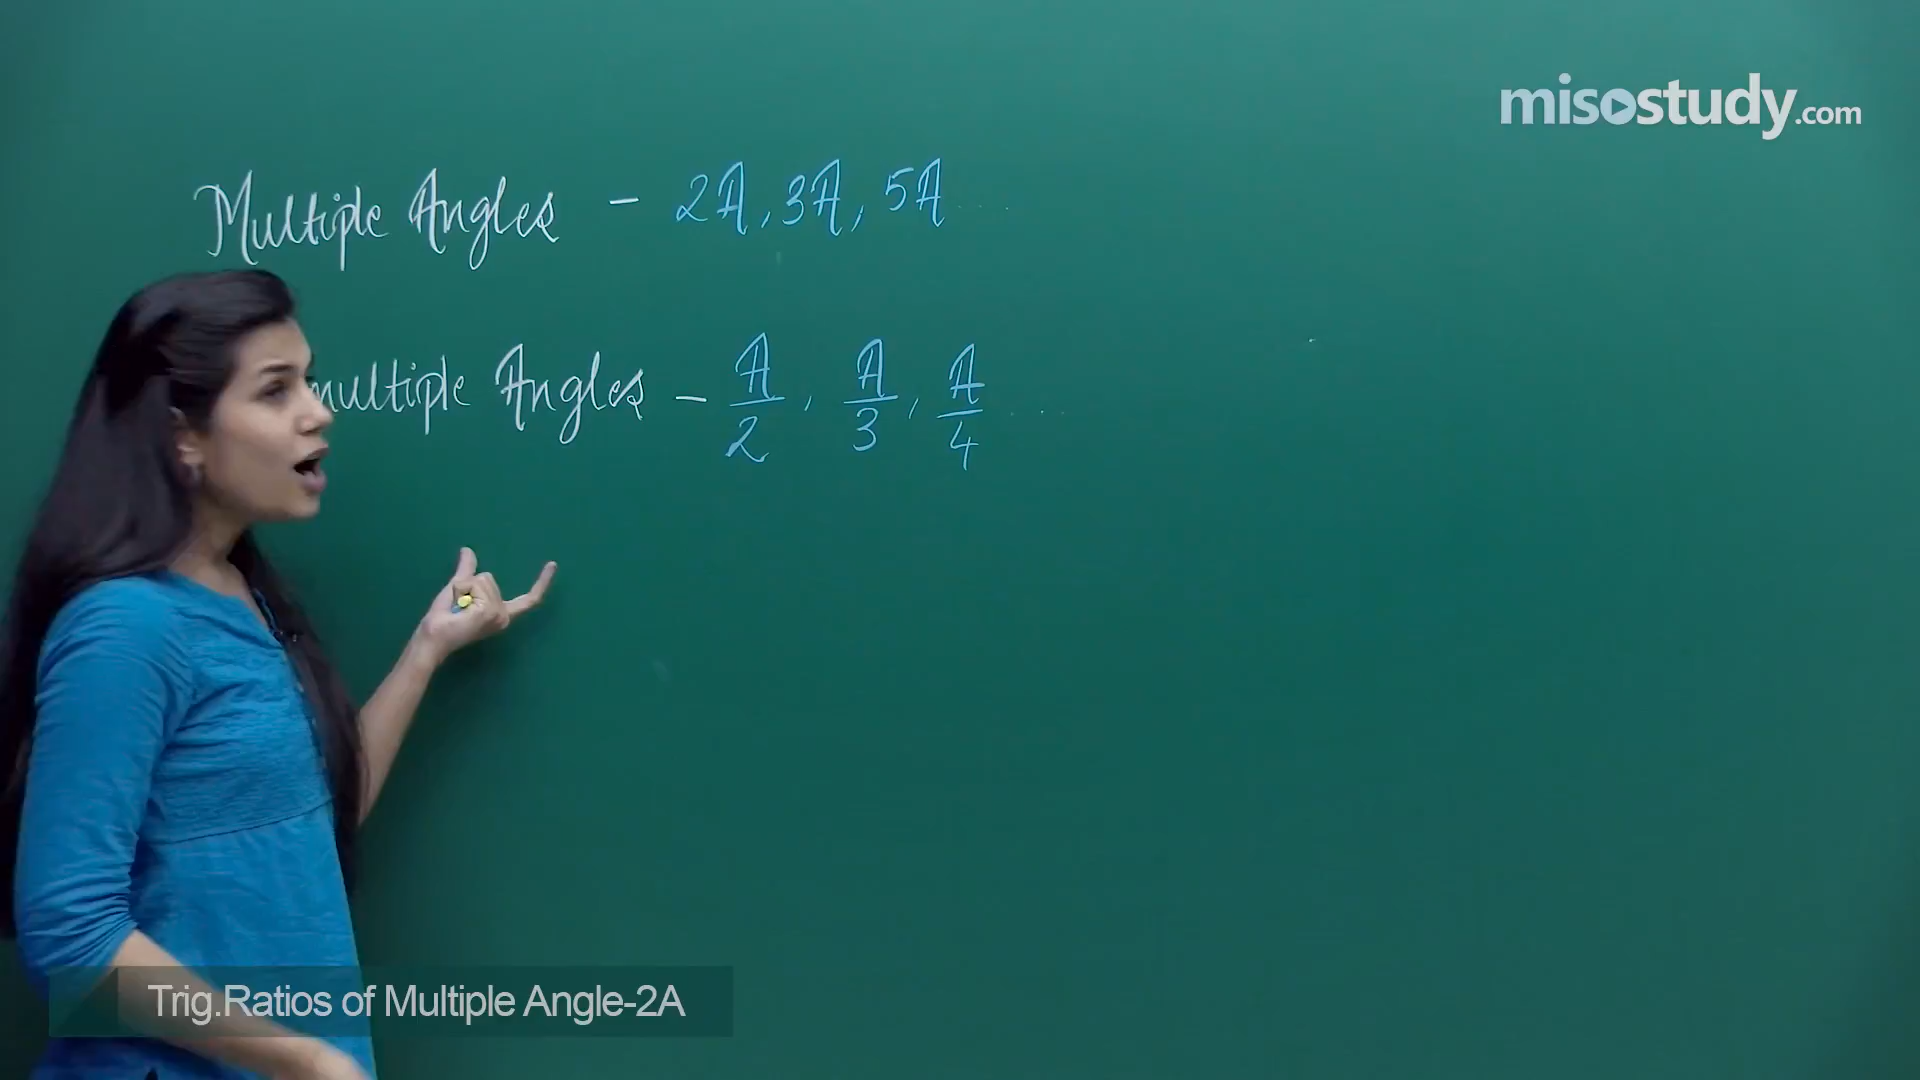 misostudy.com
Multiple Angles - 2A, 3A, 5A ....
multiple Angles - A/2, A/3, A/4 ....
Trig.Ratios of Multiple Angle-2A